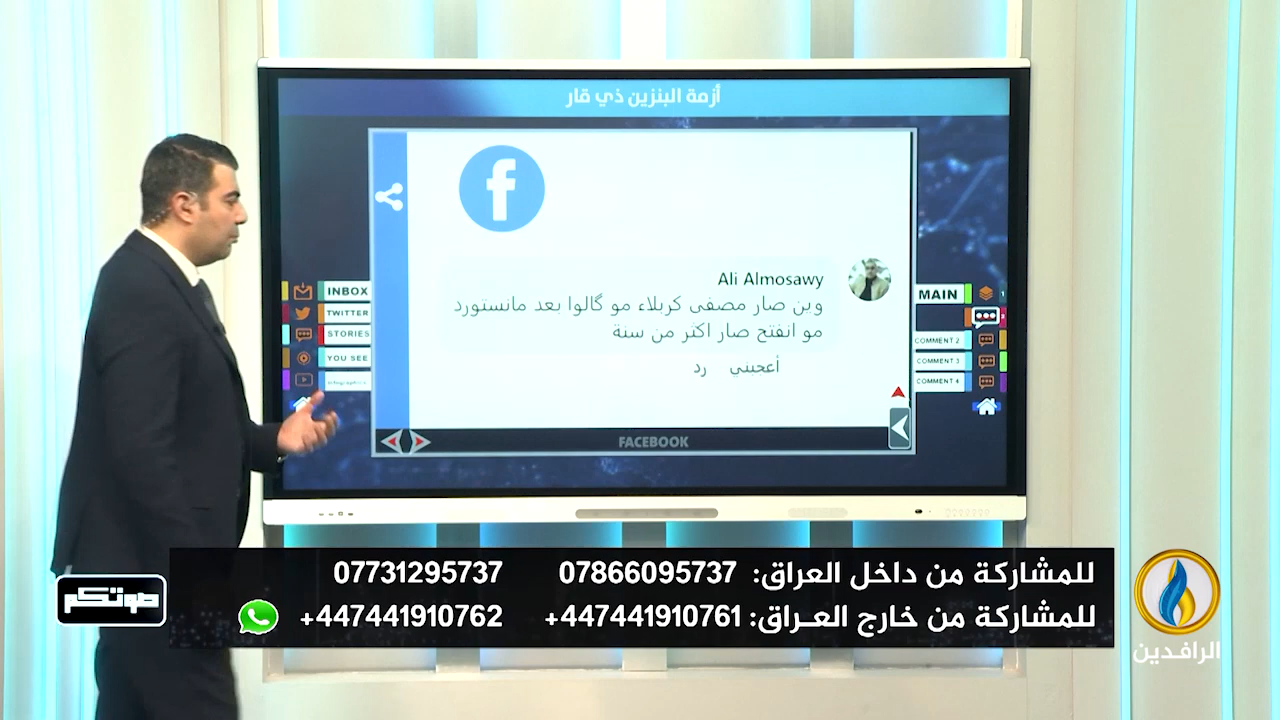 أزمة البنزين ذي قار
Ali Almosawy
وين صار مصفى كربلاء مو گالوا بعد مانستورد
مو انفتح صار اكثر من سنة
أعجبني رد
FACEBOOK
INBOX
TWITTER
STORIES
YOU SEE
MAIN
COMMENT 2
COMMENT 3
COMMENT 4
للمشاركة من داخل العراق: 07866095737 07731295737
للمشاركة من خارج العـراق: 447441910761+ 447441910762+
صوتكم
الرافدين